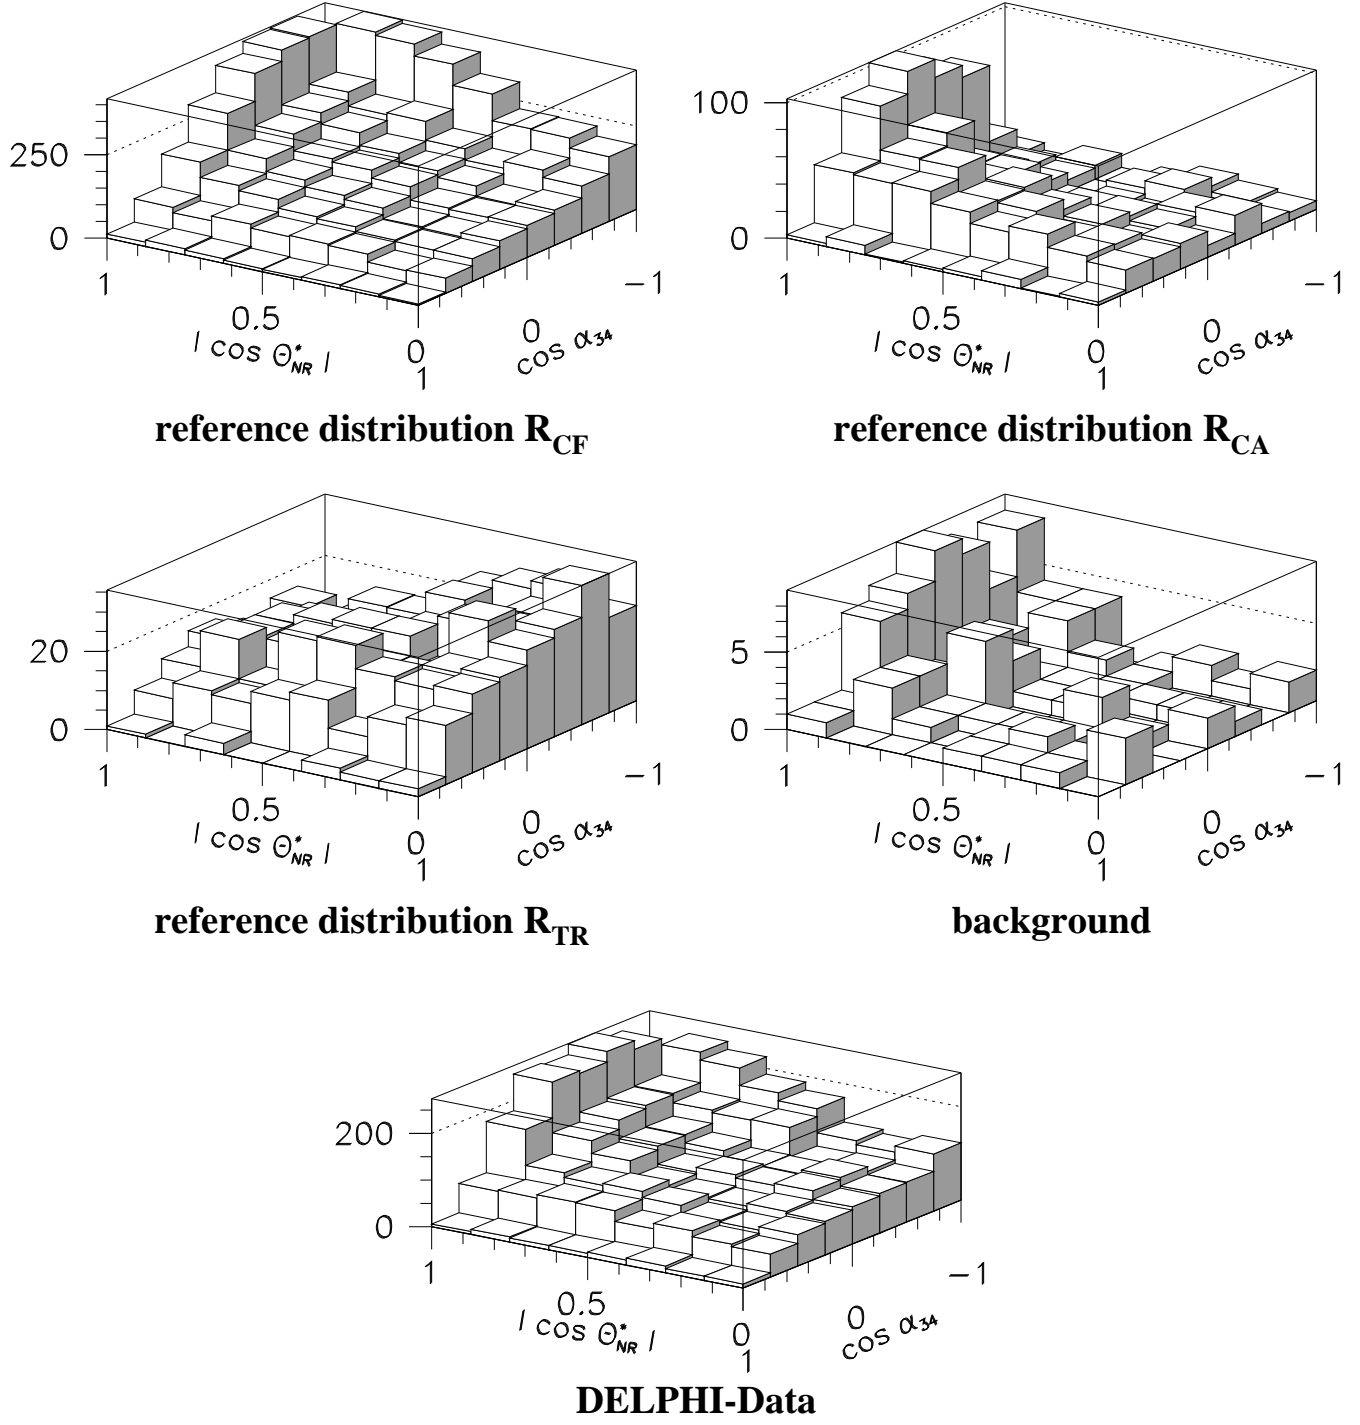 250
0
1
0.5
0
| cos Θ*NR |
1
0
-1
cos α34
reference distribution RCF
100
0
1
0.5
0
| cos Θ*NR |
1
0
-1
cos α34
reference distribution RCA
20
0
1
0.5
0
| cos Θ*NR |
1
0
-1
cos α34
reference distribution RTR
5
0
1
0.5
0
| cos Θ*NR |
1
0
-1
cos α34
background
200
0
1
0.5
0
| cos Θ*NR |
1
0
-1
cos α34
DELPHI-Data